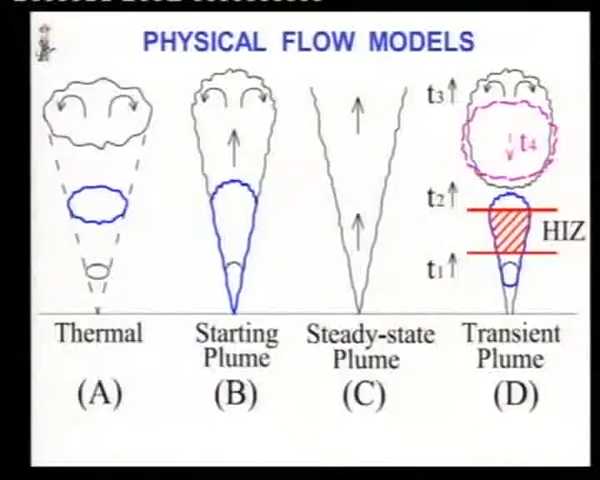 PHYSICAL FLOW MODELS
t3
t4
t2
HIZ
t1
Thermal
Starting
Plume
Steady-state
Plume
Transient
Plume
(A)
(B)
(C)
(D)